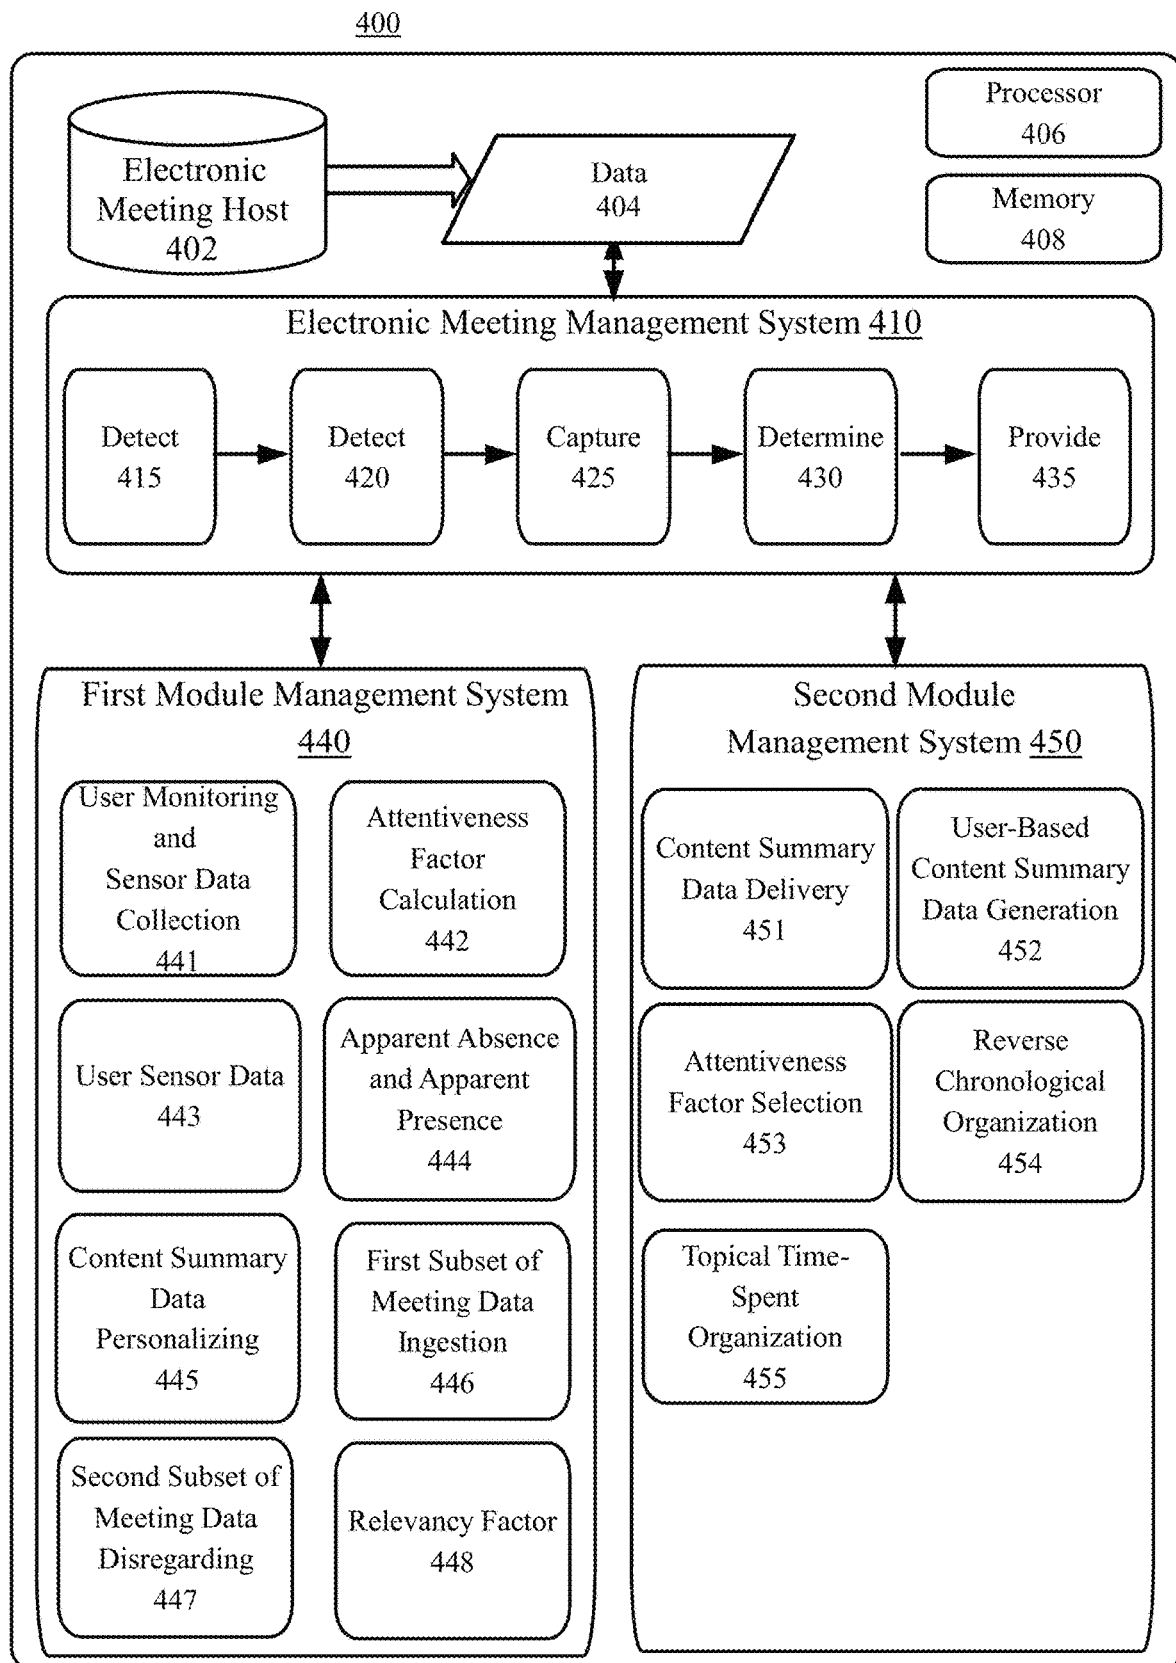 400
Electronic
Meeting Host
402
Data
404
Processor
406
Memory
408
Electronic Meeting Management System 410
Detect
415
Detect
420
Capture
425
Determine
430
Provide
435
First Module Management System
440
User Monitoring
and
Sensor Data
Collection
441
Attentiveness
Factor
Calculation
442
User Sensor Data
443
Apparent Absence
and Apparent
Presence
444
Content Summary
Data
Personalizing
445
First Subset of
Meeting Data
Ingestion
446
Second Subset of
Meeting Data
Disregarding
447
Relevancy Factor
448
Second Module
Management System 450
Content Summary
Data Delivery
451
User-Based
Content Summary
Data Generation
452
Attentiveness
Factor Selection
453
Reverse
Chronological
Organization
454
Topical Time-
Spent
Organization
455